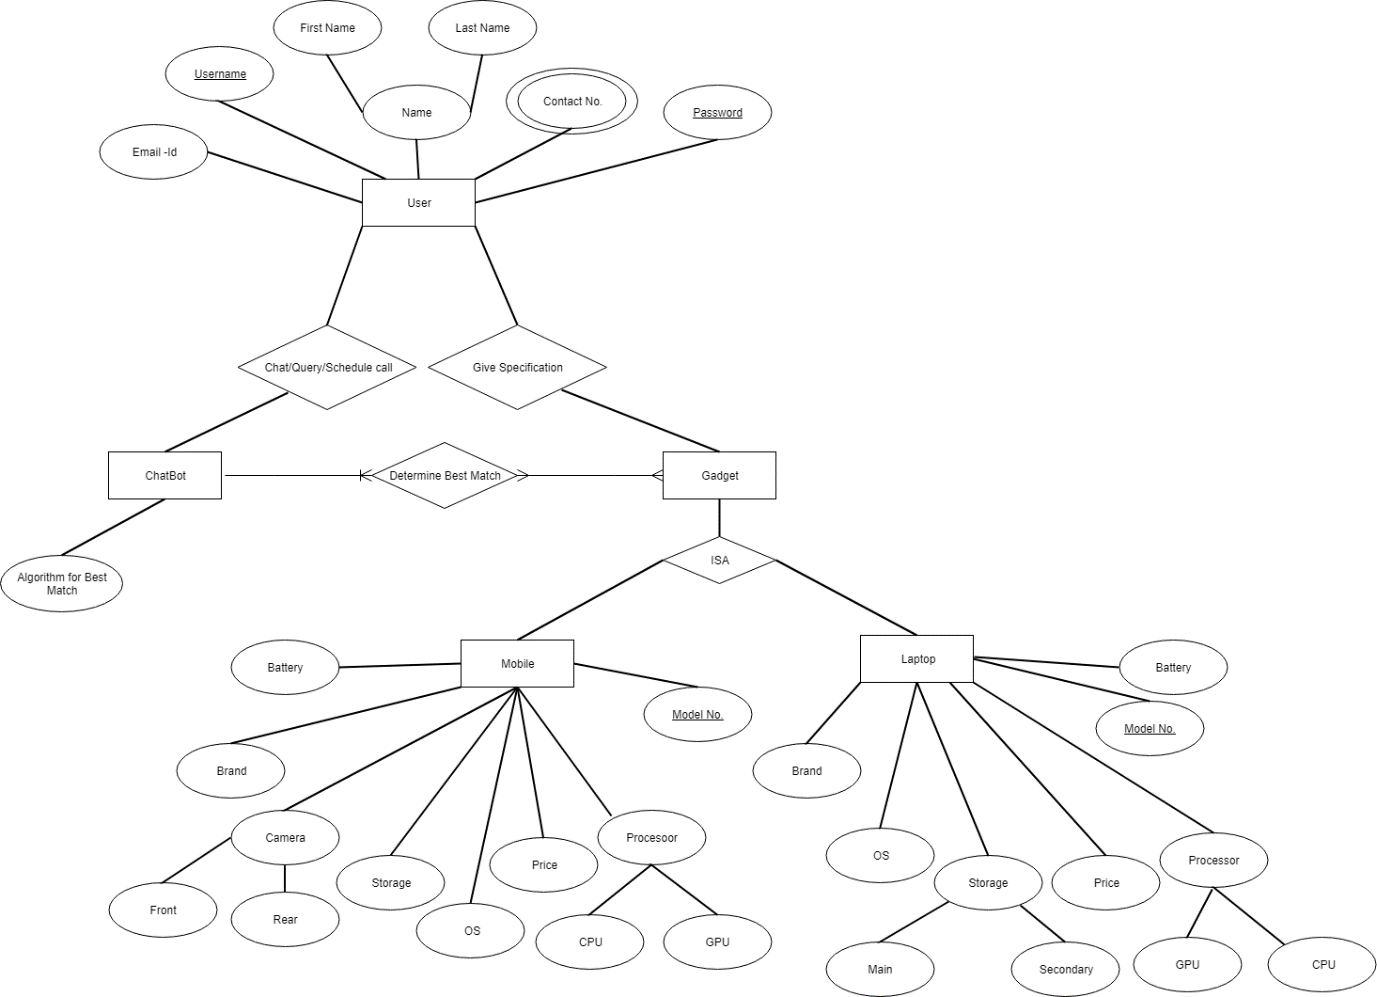 First Name
Last Name
Username
Name
Contact No.
Password
Email -Id
User
Chat/Query/Schedule call
Give Specification
ChatBot
Determine Best Match
Gadget
Algorithm for Best
Match
ISA
Battery
Mobile
Laptop
Battery
Model No.
Model No.
Brand
Brand
Camera
Procesoor
OS
Processor
Price
Storage
Storage
Price
Front
Rear
OS
CPU
GPU
Main
Secondary
GPU
CPU